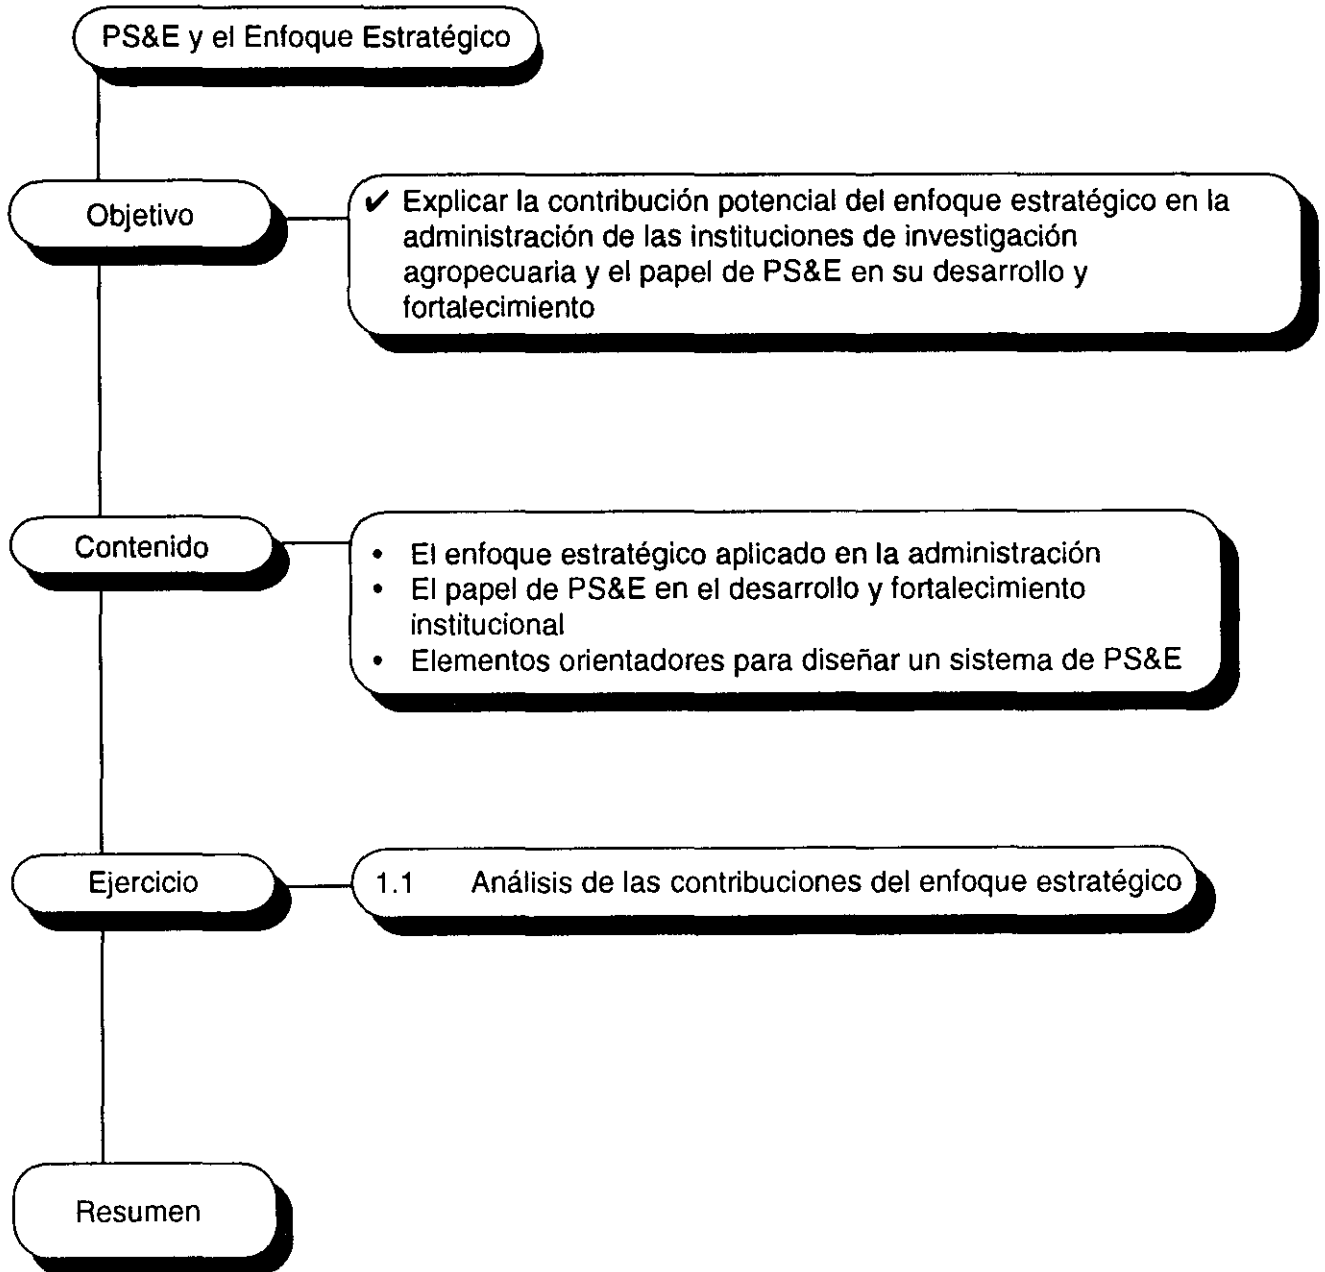 PS&E y el Enfoque Estratégico
Objetivo
✔ Explicar la contribución potencial del enfoque estratégico en la
administración de las instituciones de investigación
agropecuaria y el papel de PS&E en su desarrollo y
fortalecimiento
Contenido
• El enfoque estratégico aplicado en la administración
• El papel de PS&E en el desarrollo y fortalecimiento
institucional
• Elementos orientadores para diseñar un sistema de PS&E
Ejercicio
1.1 Análisis de las contribuciones del enfoque estratégico
Resumen